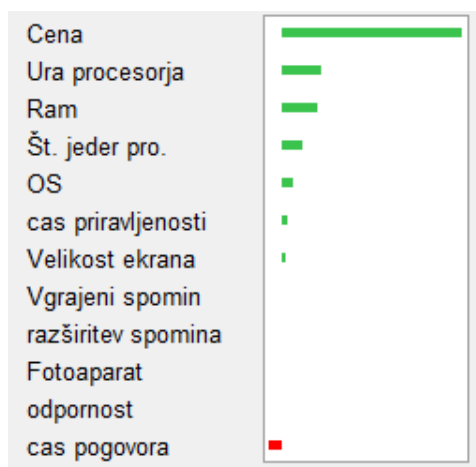 Cena
Ura procesorja
Ram
Št. jeder pro.
OS
cas priravljenosti
Velikost ekrana
Vgrajeni spomin
razširitev spomina
Fotoaparat
odpornost
cas pogovora